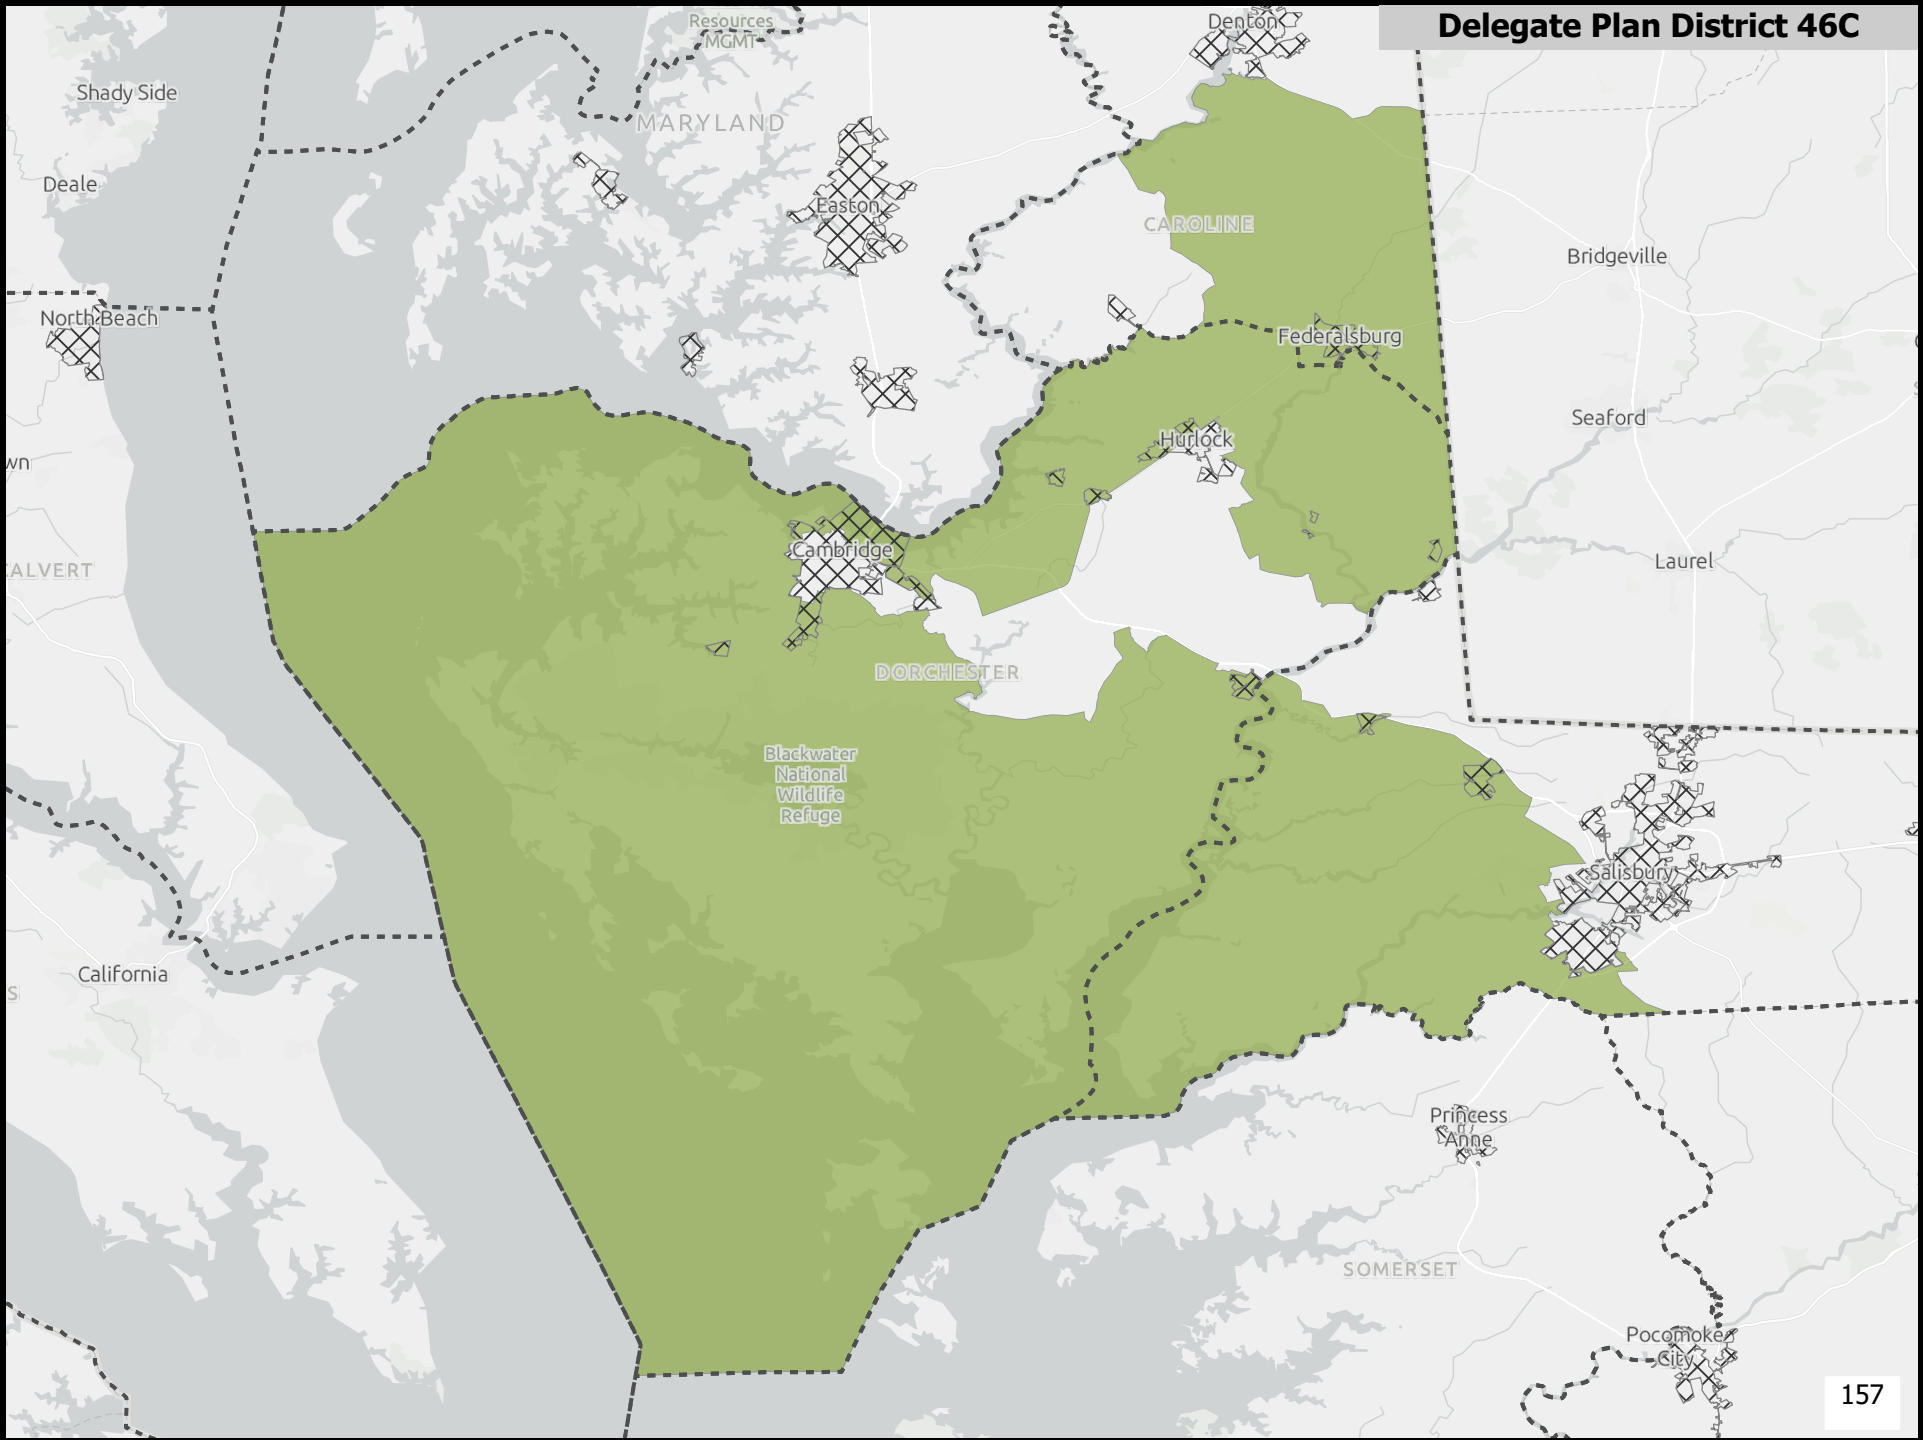 Delegate Plan District 46C
Resources
MGMT
Denton
Shady Side
MARYLAND
Deale
Easton
CAROLINE
Bridgeville
North Beach
Federalsburg
Seaford
Hurlock
wn
Cambridge
Laurel
ALVERT
DORCHESTER
Blackwater
National
Wildlife
Refuge
Salisbury
California
S
Princess
Anne
SOMERSET
Pocomoke
City
157